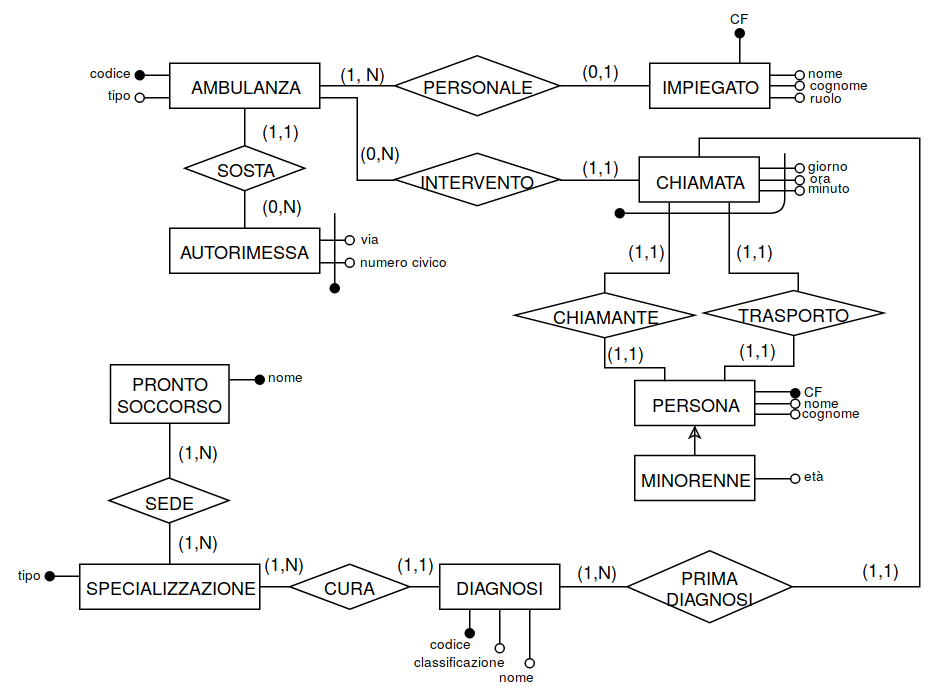 CF
codice
tipo
AMBULANZA
(1, N)
PERSONALE
(0,1)
IMPIEGATO
nome
cognome
ruolo
(1,1)
(0,N)
SOSTA
INTERVENTO
(1,1)
CHIAMATA
giorno
ora
minuto
(0,N)
AUTORIMESSA
via
numero civico
(1,1)
(1,1)
CHIAMANTE
TRASPORTO
(1,1)
(1,1)
PRONTO
SOCCORSO
nome
PERSONA
CF
nome
cognome
(1,N)
MINORENNE
età
SEDE
(1,N)
tipo
SPECIALIZZAZIONE
(1,N)
CURA
(1,1)
DIAGNOSI
(1,N)
PRIMA
DIAGNOSI
(1,1)
codice
classificazione
nome